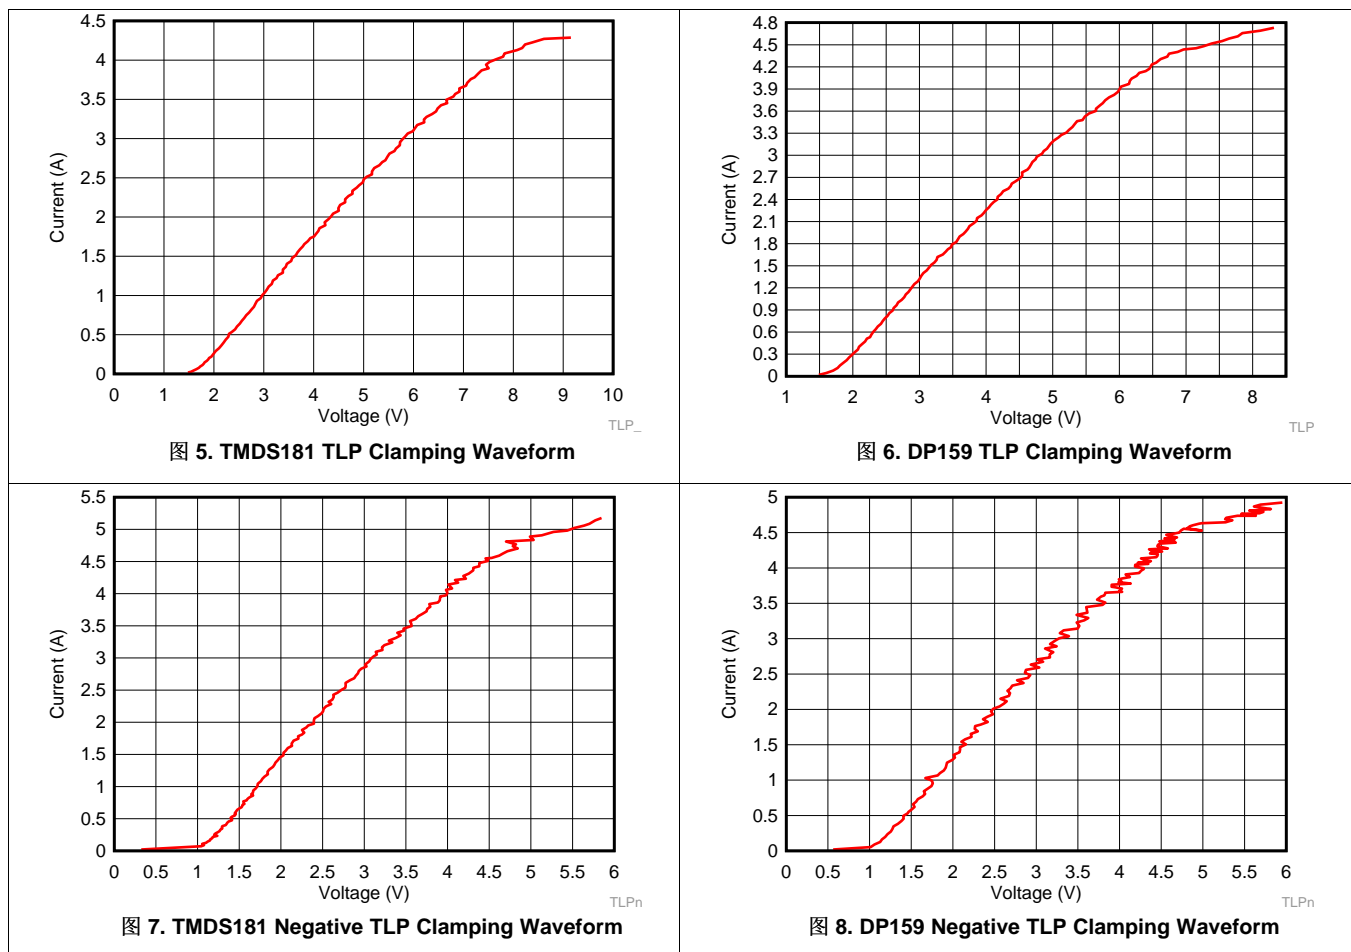 4.5
4
3.5
3
2.5
2
1.5
1
0.5
0
0 1 2 3 4 5 6 7 8 9 10
Current (A)
Voltage (V)
TLP_
图 5. TMDS181 TLP Clamping Waveform
4.8
4.5
4.2
3.9
3.6
3.3
3
2.7
2.4
2.1
1.8
1.5
1.2
0.9
0.6
0.3
0
1 2 3 4 5 6 7 8
Current (A)
Voltage (V)
TLP
图 6. DP159 TLP Clamping Waveform
5.5
5
4.5
4
3.5
3
2.5
2
1.5
1
0.5
0
0 0.5 1 1.5 2 2.5 3 3.5 4 4.5 5 5.5 6
Current (A)
Voltage (V)
TLPn
图 7. TMDS181 Negative TLP Clamping Waveform
5
4.5
4
3.5
3
2.5
2
1.5
1
0.5
0
0 0.5 1 1.5 2 2.5 3 3.5 4 4.5 5 5.5 6
Current (A)
Voltage (V)
TLPn
图 8. DP159 Negative TLP Clamping Waveform